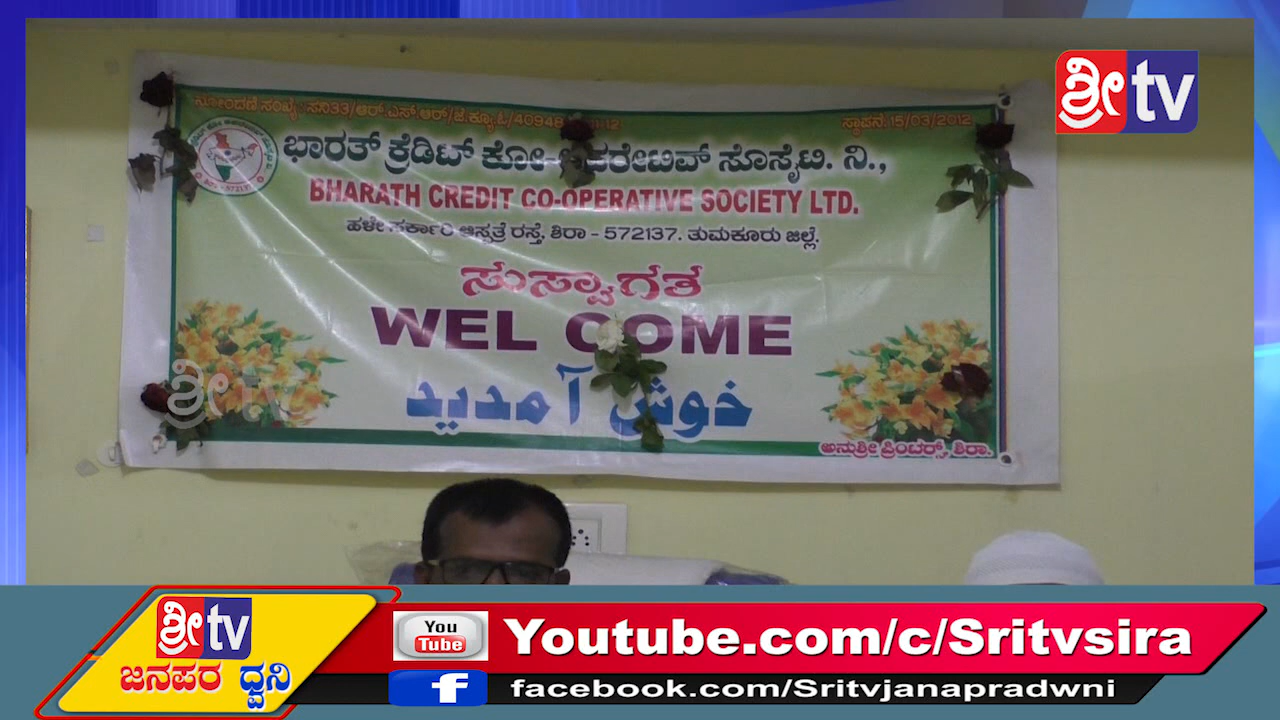 ಶ್ರೀ tv
ಸ್ಥಾಪನೆ. 15/03/2012
ಭಾರತ್ ಕ್ರೆಡಿಟ್ ಸೊಸೈಟಿ. ನಿ.,
BHARATH CREDIT CO-OPERATIVE SOCIETY LTD.
ಹಳೇ ಸರ್ಕಾರಿ ಆಸ್ಪತ್ರೆ ರಸ್ತೆ, ಶಿರಾ - 572137. ತುಮಕೂರು ಜಿಲ್ಲೆ.
ಸುಸ್ವಾಗತ
WEL COME
خوش آمدید
ಶ್ರೀ tv
ಅನುಶ್ರೀ ಪ್ರಿಂಟರ್ಸ್, ಶಿರಾ.
ಶ್ರೀ tv
ಜನಪರ ಧ್ವನಿ
You
Tube
Youtube.com/c/Sritvsira
f
facebook.com/Sritvjanapradwni